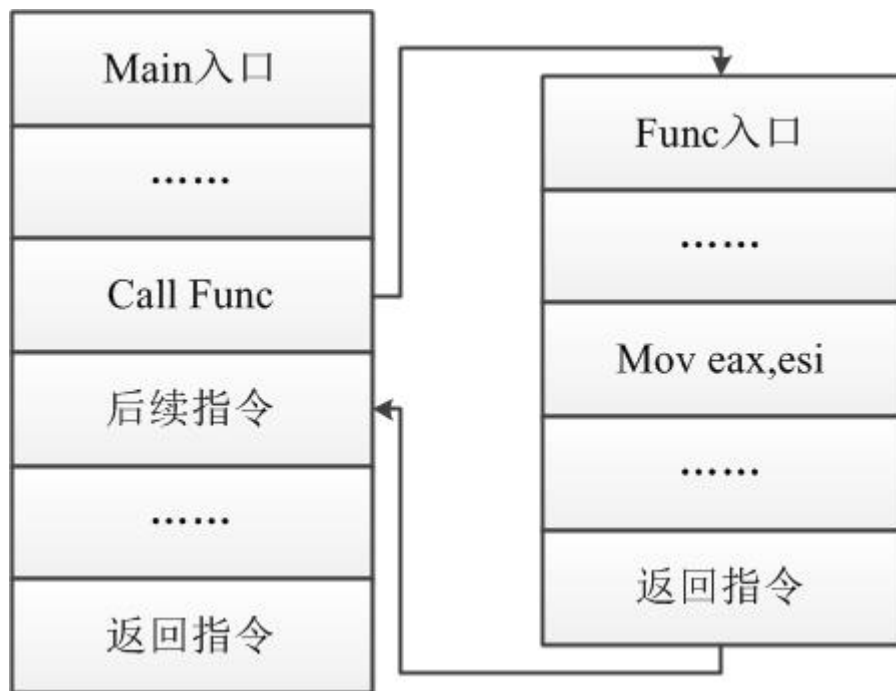 Main入口
……
Call Func
后续指令
……
返回指令
Func入口
……
Mov eax,esi
……
返回指令